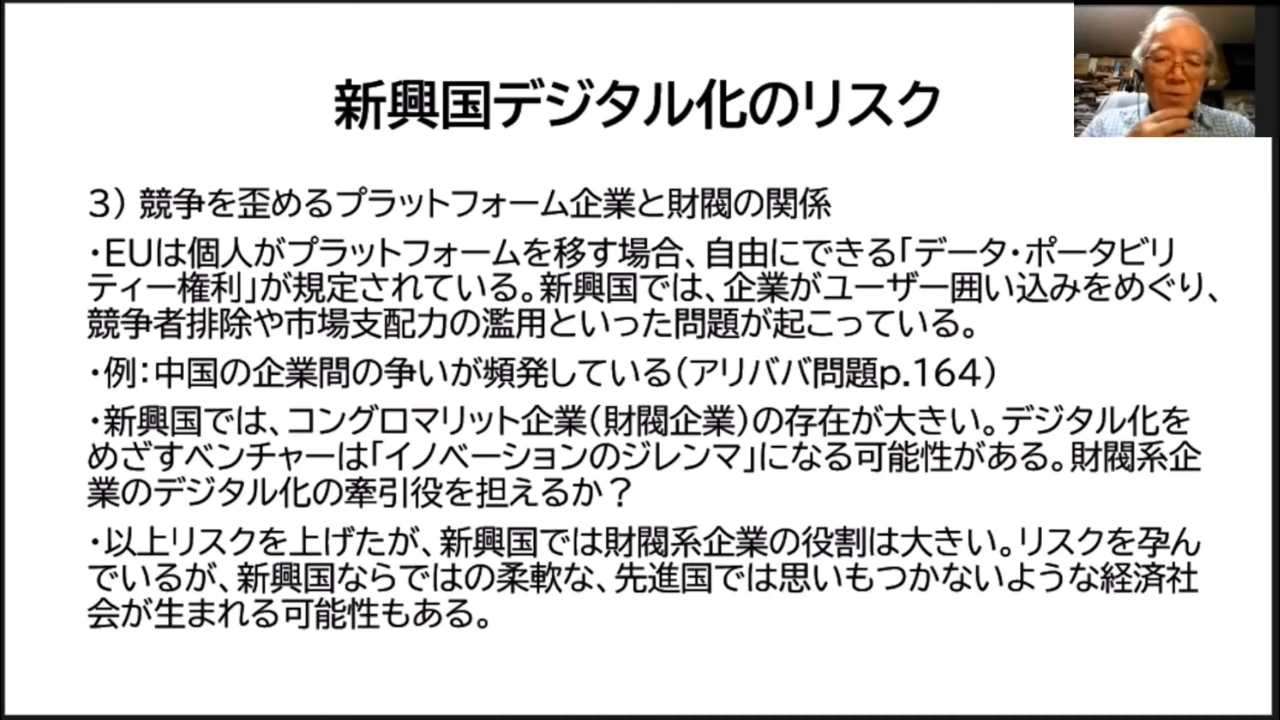 新興国デジタル化のリスク
3） 競争を歪めるプラットフォーム企業と財閥の関係
・EUは個人がプラットフォームを移す場合、自由にできる「データ・ポータビリ
ティー権利」が規定されている。新興国では、企業がユーザー囲い込みをめぐり、
競争者排除や市場支配力の濫用といった問題が起こっている。
・例：中国の企業間の争いが頻発している（アリババ問題p.164）
・新興国では、コングロマリット企業（財閥企業）の存在が大きい。デジタル化を
めざすベンチャーは「イノベーションのジレンマ」になる可能性がある。財閥系企
業のデジタル化の牽引役を担えるか？
・以上リスクを上げたが、新興国では財閥系企業の役割は大きい。リスクを孕ん
でいるが、新興国ならではの柔軟な、先進国では思いもつかないような経済社
会が生まれる可能性もある。